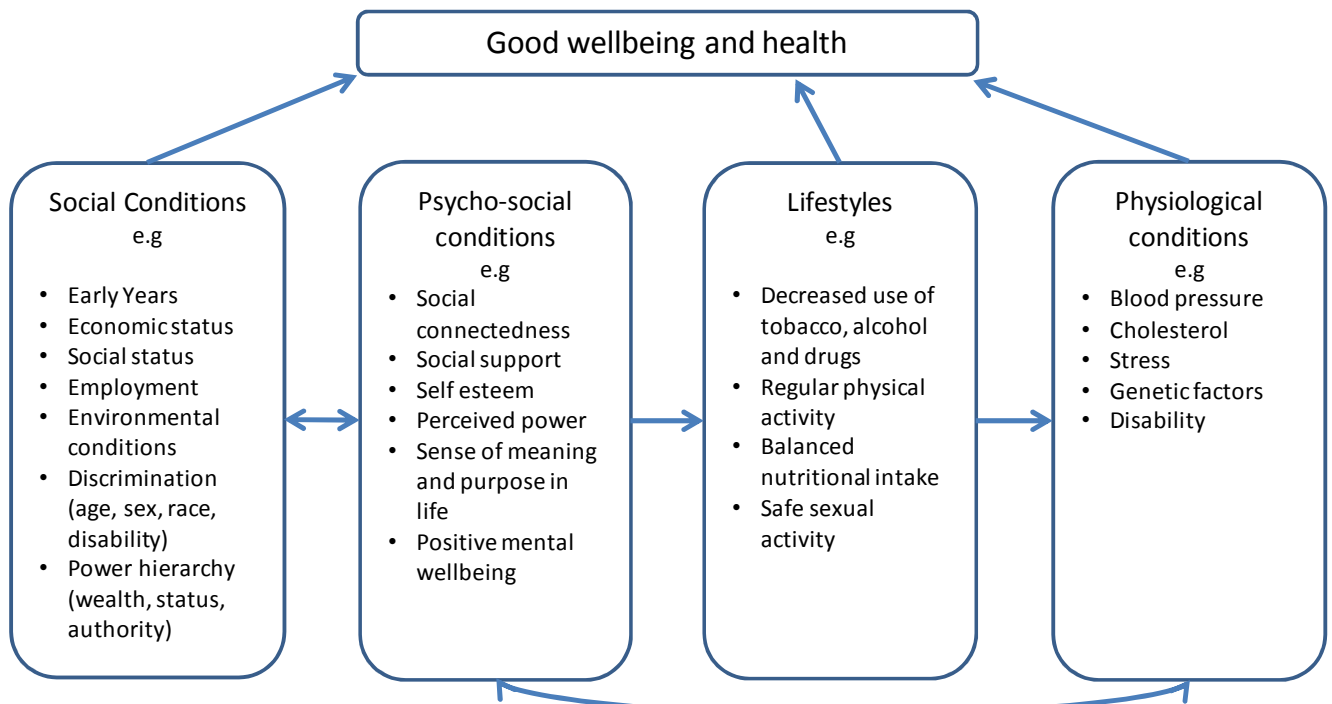 Good wellbeing and health
Social Conditions
e.g
• Early Years
• Economic status
• Social status
• Employment
• Environmental
conditions
• Discrimination
(age, sex, race,
disability)
• Power hierarchy
(wealth, status,
authority)
Psycho-social
conditions
e.g
• Social
connectedness
• Social support
• Self esteem
• Perceived power
• Sense of meaning
and purpose in
life
• Positive mental
wellbeing
Lifestyles
e.g
• Decreased use of
tobacco, alcohol
and drugs
• Regular physical
activity
• Balanced
nutritional intake
• Safe sexual
activity
Physiological
conditions
e.g
• Blood pressure
• Cholesterol
• Stress
• Genetic factors
• Disability